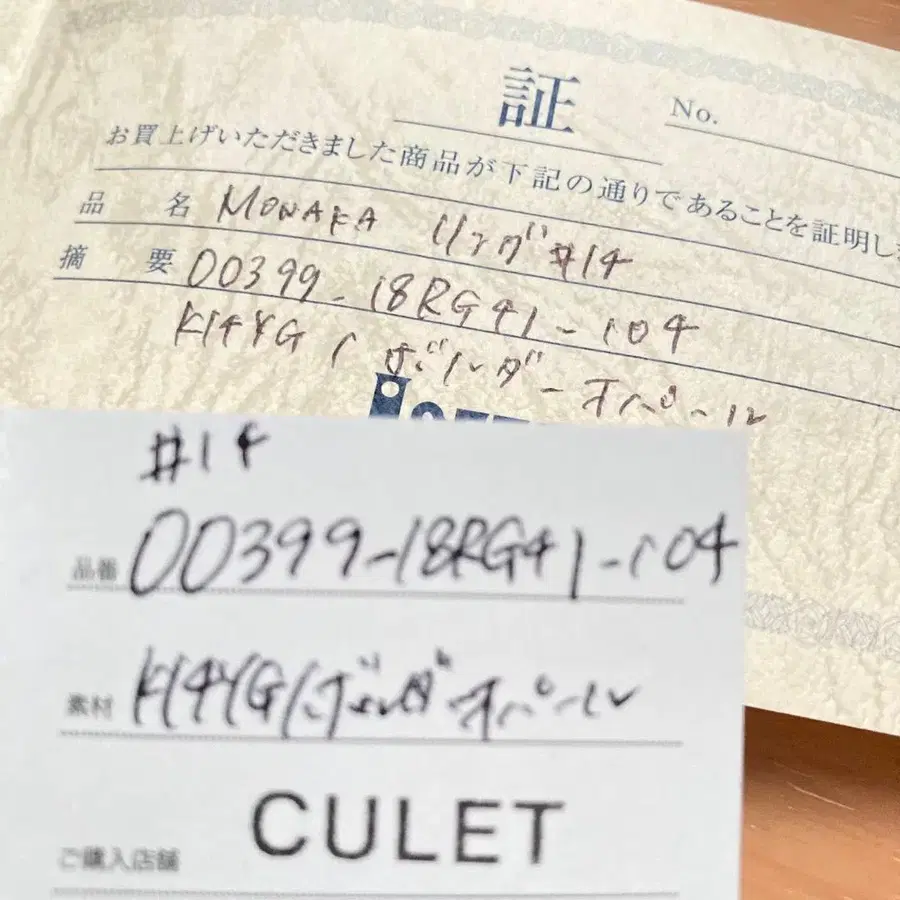 証
No.
お買上げいただきました商品が下記の通りであることを証明し
品名 MONAKA リング #14
摘要 00399-18RG41-104
K14YG / ボルダーオパール
#14
品番 00399-18RG41-104
素材 K14YG/ボルダーオパール
CULET
ご購入店舗